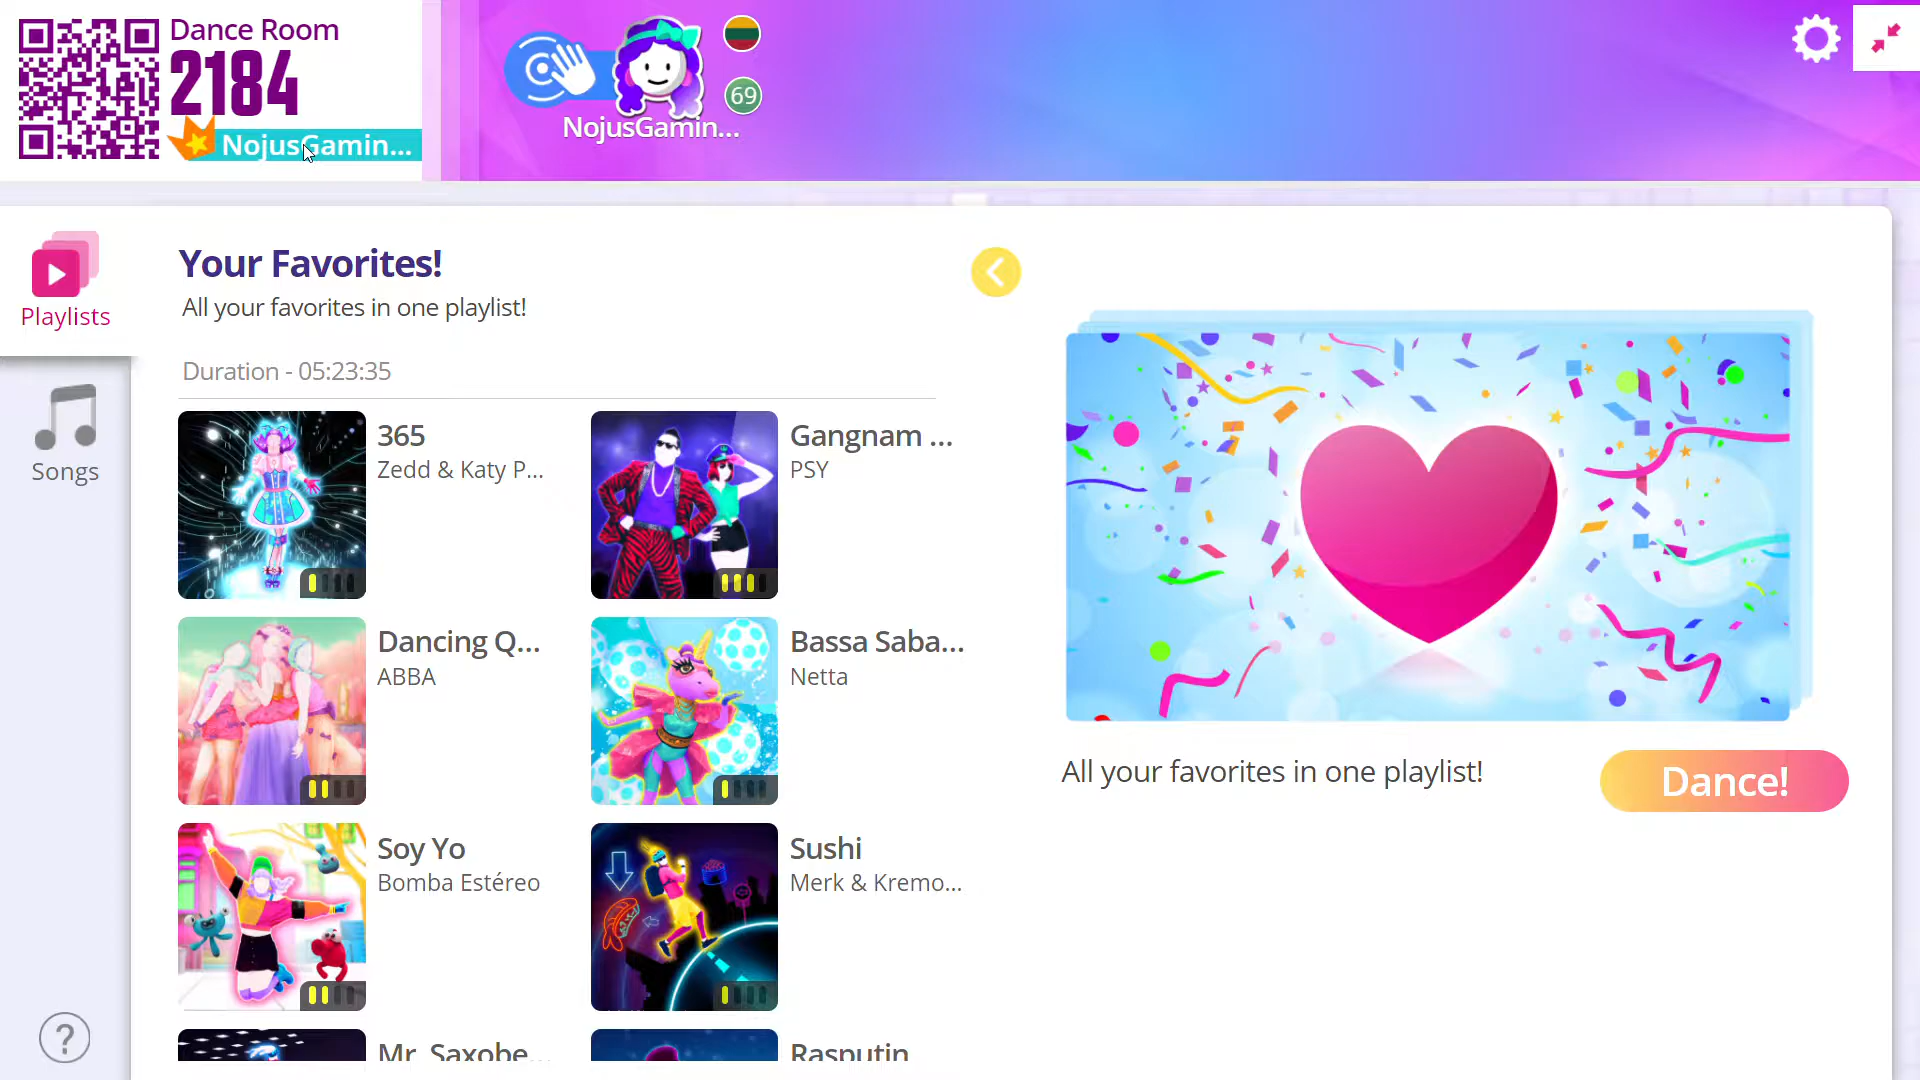 Dance Room
2184
NojusGamin...
NojusGamin...
69
Playlists
Songs
?
Your Favorites!
All your favorites in one playlist!
Duration - 05:23:35
365
Zedd & Katy P...
Gangnam ...
PSY
Dancing Q...
ABBA
Bassa Saba...
Netta
Soy Yo
Bomba Estéreo
Sushi
Merk & Kremo...
Mr. Saxobe...
Rasputin
All your favorites in one playlist!
Dance!